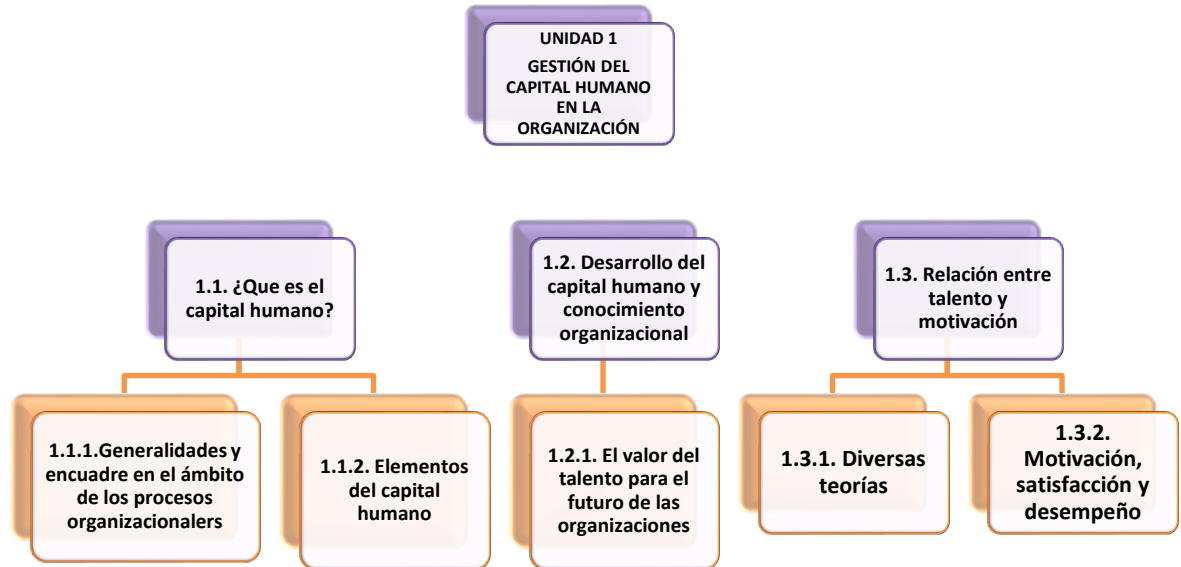 UNIDAD 1
GESTIÓN DEL
CAPITAL HUMANO
EN LA
ORGANIZACIÓN
1.1. ¿Que es el
capital humano?
1.2. Desarrollo del
capital humano y
conocimiento
organizacional
1.3. Relación entre
talento y
motivación
1.1.1.Generalidades y
encuadre en el ámbito
de los procesos
organizacionalers
1.1.2. Elementos
del capital
humano
1.2.1. El valor del
talento para el
futuro de las
organizaciones
1.3.1. Diversas
teorías
1.3.2.
Motivación,
satisfacción y
desempeño